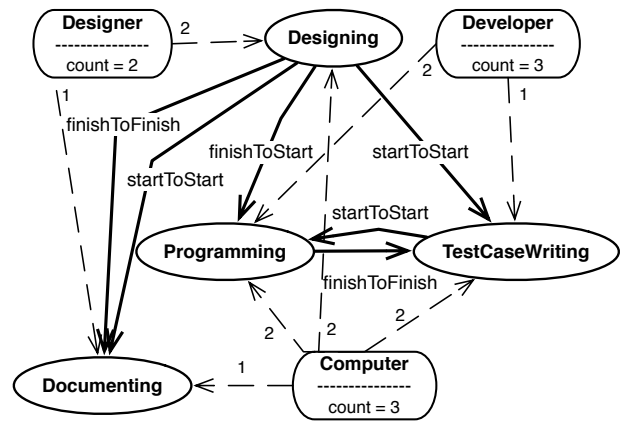 Designer
---------------
count = 2
2
Designing
Developer
---------------
count = 3
2
1
1
finishToFinish
finishToStart
startToStart
startToStart
startToStart
Programming
TestCaseWriting
finishToFinish
2
2
2
Computer
---------------
count = 3
1
Documenting